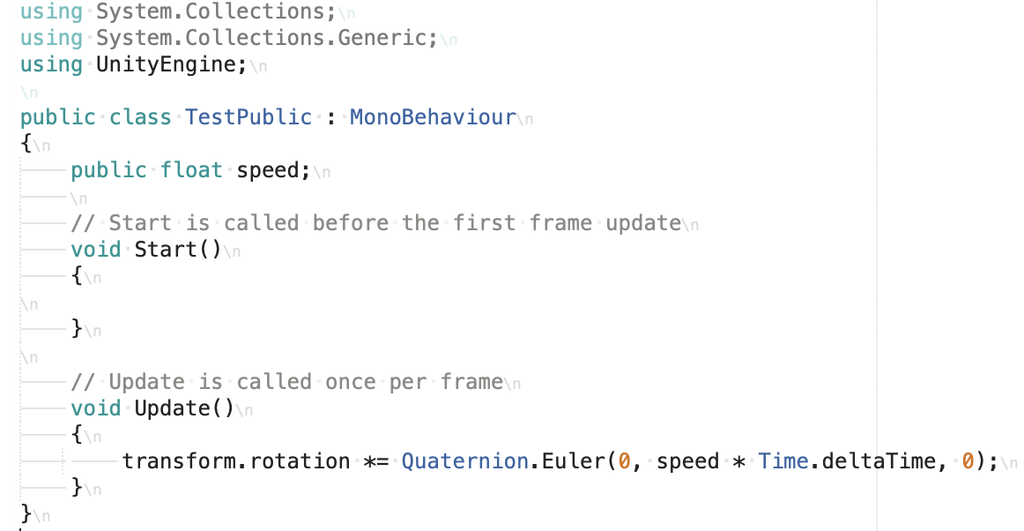 using System.Collections;\n
using System.Collections.Generic;\n
using UnityEngine;\n
\n
public class TestPublic : MonoBehaviour\n
{\n
public float speed;\n
\n
// Start is called before the first frame update\n
void Start()\n
{\n
\n
}\n
\n
// Update is called once per frame\n
void Update()\n
{\n
transform.rotation *= Quaternion.Euler(0, speed * Time.deltaTime, 0);\n
}\n
}\n